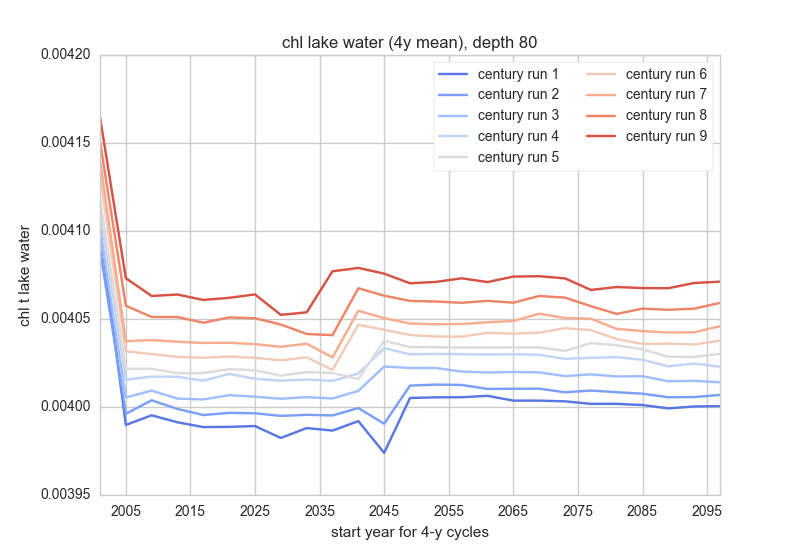 chl lake water (4y mean), depth 80
0.00420
0.00415
0.00410
0.00405
0.00400
0.00395
chl t lake water
century run 1
century run 2
century run 3
century run 4
century run 5
century run 6
century run 7
century run 8
century run 9
2005 2015 2025 2035 2045 2055 2065 2075 2085 2095
start year for 4-y cycles